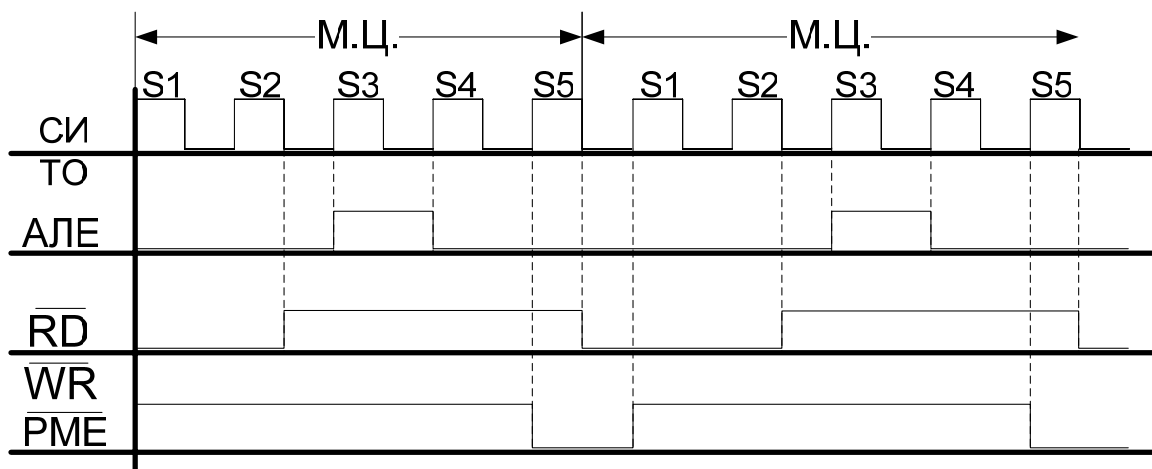 М.Ц. М.Ц.
S1 S2 S3 S4 S5 S1 S2 S3 S4 S5
СИ
ТО
АЛЕ
RD
WR
PME